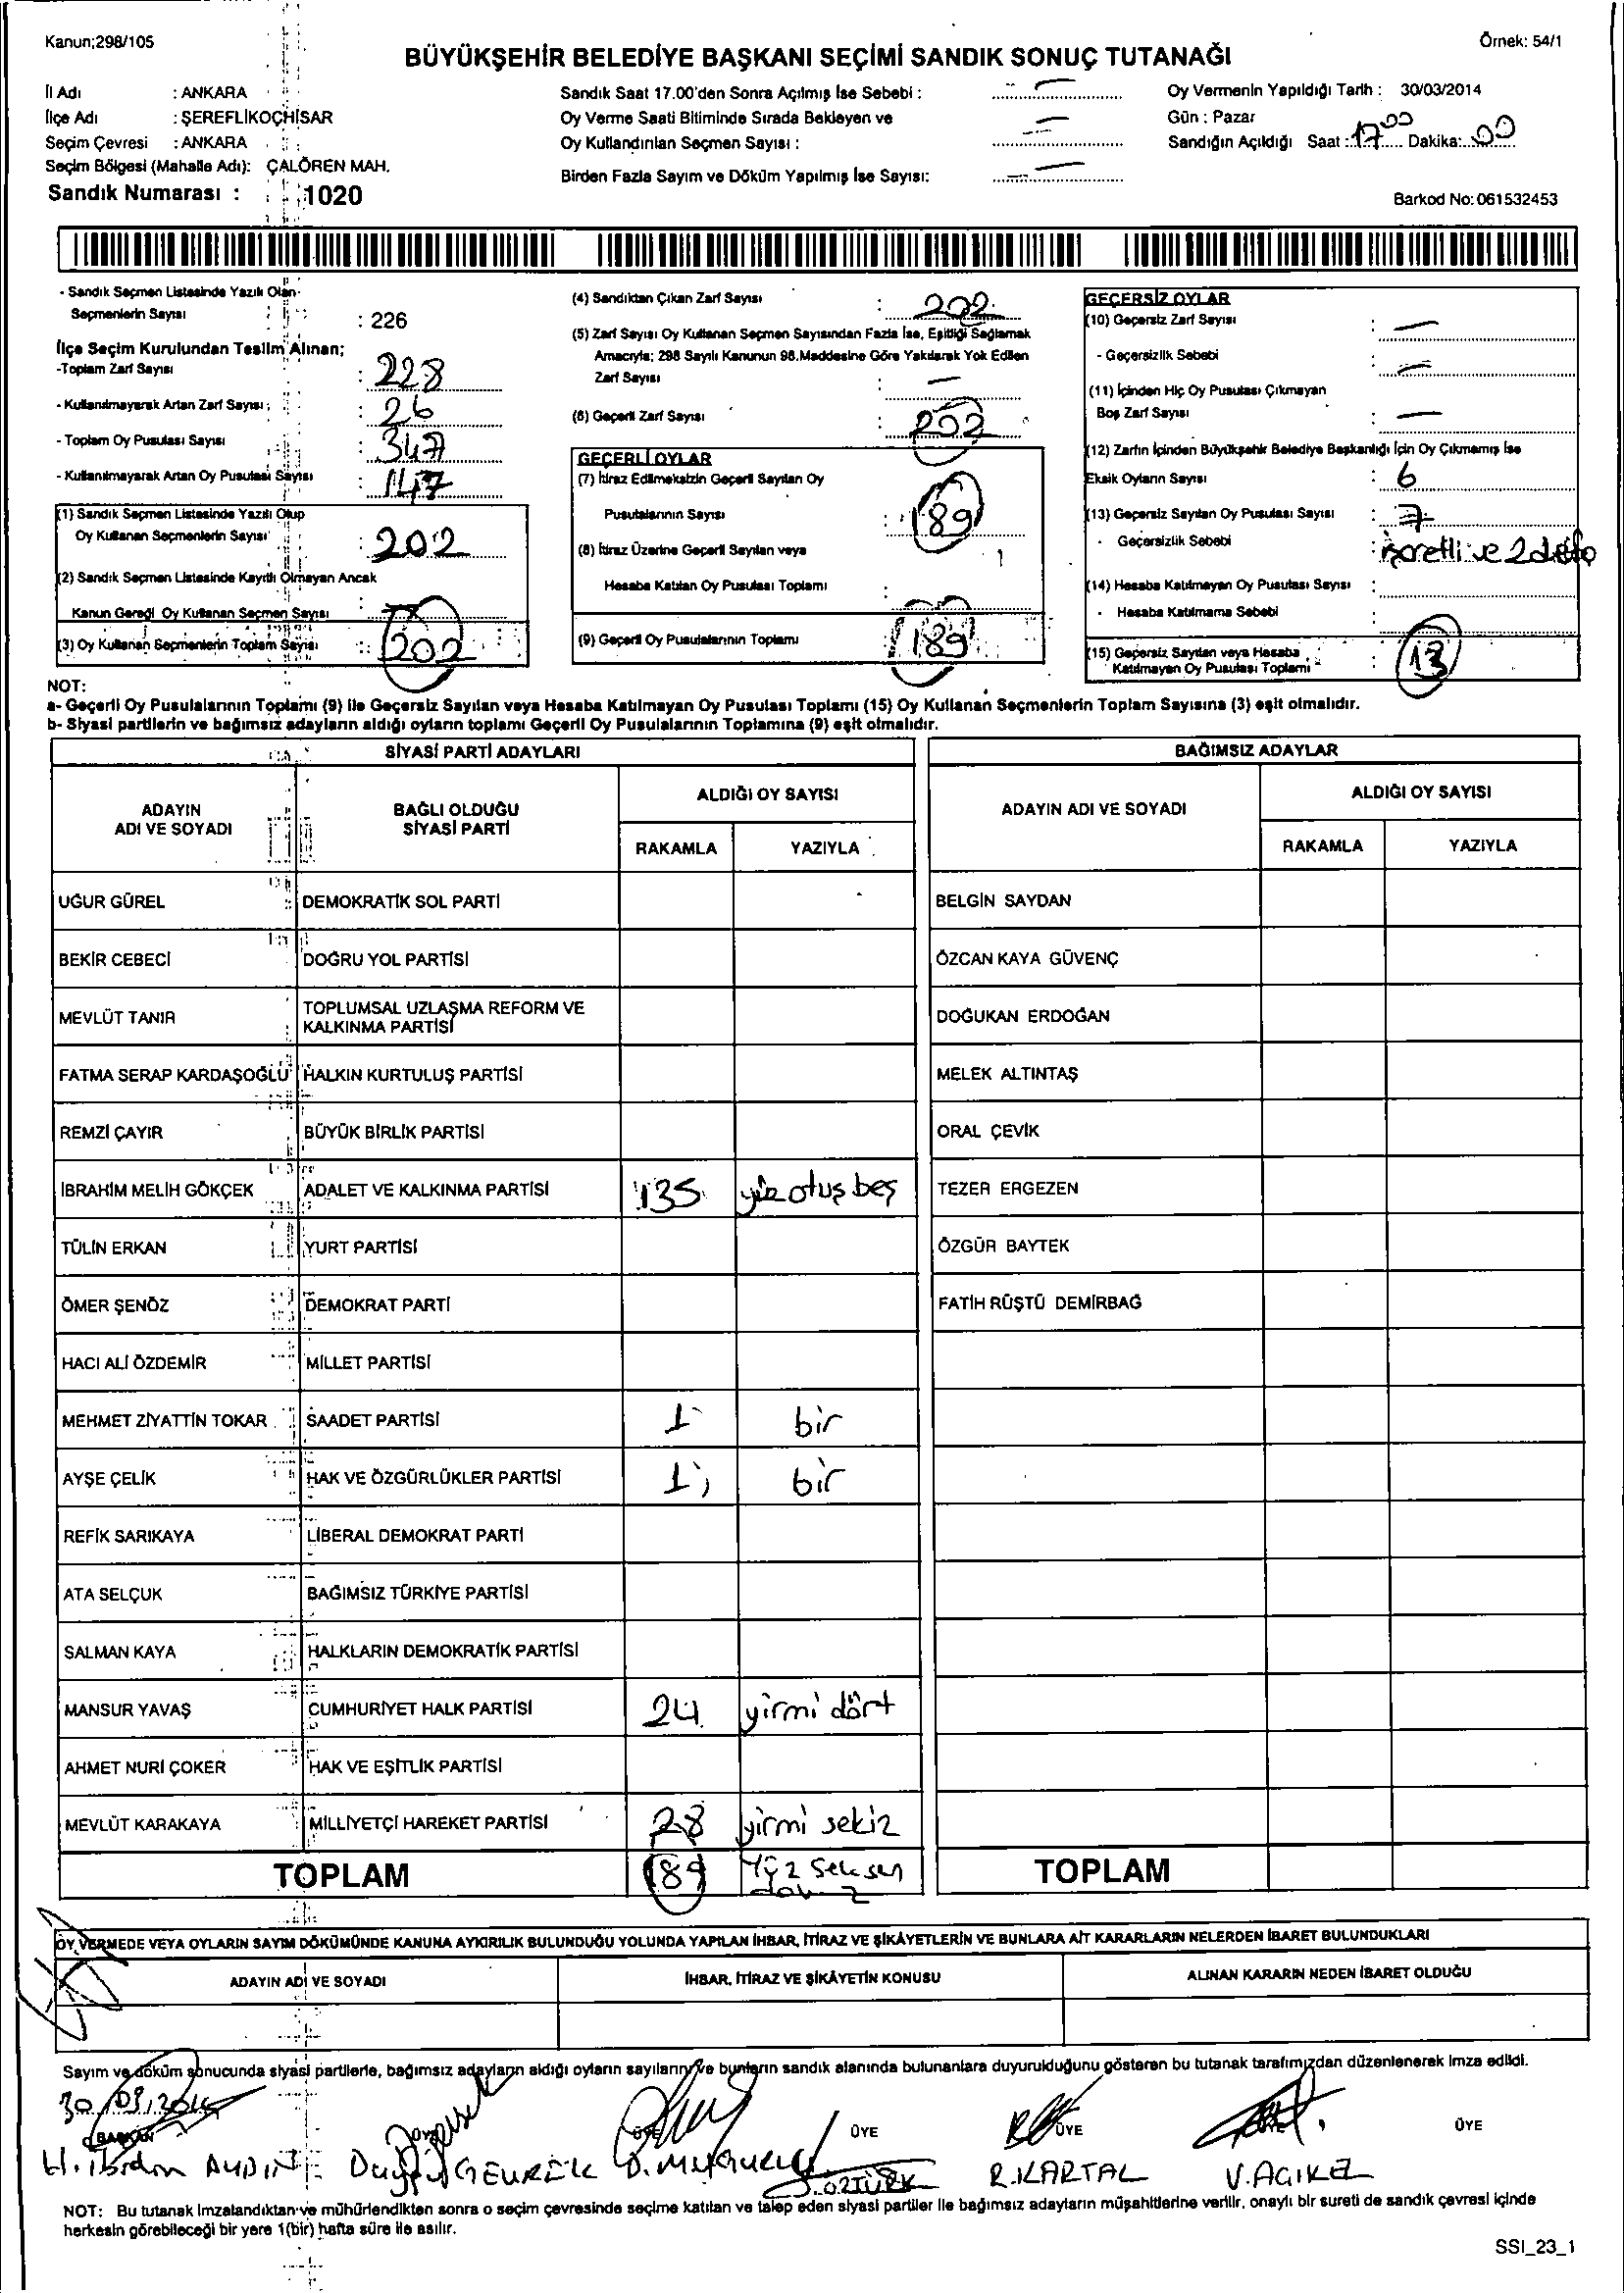 Kanun;298/105
Örnek: 54/1
BÜYÜKŞEHİR BELEDİYE BAŞKANI SEÇİMİ SANDIK SONUÇ TUTANAĞI
İl Adı : ANKARA
İlçe Adı : ŞEREFLİKOÇHİSAR
Seçim Çevresi : ANKARA
Seçim Bölgesi (Mahalle Adı): ÇALÖREN MAH.
Sandık Numarası : 1020
Sandık Saat 17.00'den Sonra Açılmış İse Sebebi : —
Oy Verme Saati Bitiminde Sırada Bekleyen ve —
Oy Kullandırılan Seçmen Sayısı : —
Birden Fazla Sayım ve Döküm Yapılmış İse Sayısı: —
Oy Vermenin Yapıldığı Tarih : 30/03/2014
Gün : Pazar
Sandığın Açıldığı Saat : 17 00 Dakika: 00
Barkod No: 061532453
- Sandık Seçmen Listesinde Yazılı Olan
Seçmenlerin Sayısı : 226
İlçe Seçim Kurulundan Teslim Alınan;
-Toplam Zarf Sayısı : 228
- Kullanılmayarak Artan Zarf Sayısı : 26
- Toplam Oy Pusulası Sayısı : 347
- Kullanılmayarak Artan Oy Pusulası Sayısı : 147
(1) Sandık Seçmen Listesinde Yazılı Olup
Oy Kullanan Seçmenlerin Sayısı : 202
(2) Sandık Seçmen Listesinde Kayıtlı Olmayan Ancak
Kanun Gereği Oy Kullanan Seçmen Sayısı :
(3) Oy Kullanan Seçmenlerin Toplam Sayısı : 202
(4) Sandıktan Çıkan Zarf Sayısı : 202
(5) Zarf Sayısı Oy Kullanan Seçmen Sayısından Fazla İse, Eşitliği Sağlamak
Amacıyla; 298 Sayılı Kanunun 98.Maddesine Göre Yakılarak Yok Edilen
Zarf Sayısı : —
(6) Geçerli Zarf Sayısı : 202
GEÇERLİ OYLAR
(7) İtiraz Edilmeksizin Geçerli Sayılan Oy
Pusulalarının Sayısı : 189
(8) İtiraz Üzerine Geçerli Sayılan veya
Hesaba Katılan Oy Pusulası Toplamı : —
(9) Geçerli Oy Pusulalarının Toplamı : 189
GEÇERSİZ OYLAR
(10) Geçersiz Zarf Sayısı : —
- Geçersizlik Sebebi : —
(11) İçinden Hiç Oy Pusulası Çıkmayan
Boş Zarf Sayısı : —
(12) Zarfın İçinden Büyükşehir Belediye Başkanlığı İçin Oy Çıkmamış İse
Eksik Oyların Sayısı : 6
(13) Geçersiz Sayılan Oy Pusulası Sayısı : 7
- Geçersizlik Sebebi : işaretli ve 2 defa
(14) Hesaba Katılmayan Oy Pusulası Sayısı :
- Hesaba Katılmama Sebebi :
(15) Geçersiz Sayılan veya Hesaba
Katılmayan Oy Pusulası Toplamı : 13
NOT:
a- Geçerli Oy Pusulalarının Toplamı (9) ile Geçersiz Sayılan veya Hesaba Katılmayan Oy Pusulası Toplamı (15) Oy Kullanan Seçmenlerin Toplam Sayısına (3) eşit olmalıdır.
b- Siyasi partilerin ve bağımsız adayların aldığı oyların toplamı Geçerli Oy Pusulalarının Toplamına (9) eşit olmalıdır.
SİYASİ PARTİ ADAYLARI
ADAYIN ADI VE SOYADI
BAĞLI OLDUĞU SİYASİ PARTİ
ALDIĞI OY SAYISI
RAKAMLA YAZIYLA
UĞUR GÜREL DEMOKRATİK SOL PARTİ
BEKİR CEBECİ DOĞRU YOL PARTİSİ
MEVLÜT TANIR TOPLUMSAL UZLAŞMA REFORM VE
KALKINMA PARTİSİ
FATMA SERAP KARDAŞOĞLU HALKIN KURTULUŞ PARTİSİ
REMZİ ÇAYIR BÜYÜK BİRLİK PARTİSİ
İBRAHİM MELİH GÖKÇEK ADALET VE KALKINMA PARTİSİ 135 yüz otuş beş
TÜLİN ERKAN YURT PARTİSİ
ÖMER ŞENÖZ DEMOKRAT PARTİ
HACI ALİ ÖZDEMİR MİLLET PARTİSİ
MEHMET ZİYATTİN TOKAR SAADET PARTİSİ 1 bir
AYŞE ÇELİK HAK VE ÖZGÜRLÜKLER PARTİSİ 1 bir
REFİK SARIKAYA LİBERAL DEMOKRAT PARTİ
ATA SELÇUK BAĞIMSIZ TÜRKİYE PARTİSİ
SALMAN KAYA HALKLARIN DEMOKRATİK PARTİSİ
MANSUR YAVAŞ CUMHURİYET HALK PARTİSİ 24 yirmi dört
AHMET NURİ ÇOKER HAK VE EŞİTLİK PARTİSİ
MEVLÜT KARAKAYA MİLLİYETÇİ HAREKET PARTİSİ 28 yirmi sekiz
TOPLAM 189 yüz seksen
dokuz
BAĞIMSIZ ADAYLAR
ADAYIN ADI VE SOYADI
ALDIĞI OY SAYISI
RAKAMLA YAZIYLA
BELGİN SAYDAN
ÖZCAN KAYA GÜVENÇ
DOĞUKAN ERDOĞAN
MELEK ALTINTAŞ
ORAL ÇEVİK
TEZER ERGEZEN
ÖZGÜR BAYTEK
FATİH RÜŞTÜ DEMİRBAĞ
TOPLAM
OY VERMEDE VEYA OYLARIN SAYIM DÖKÜMÜNDE KANUNA AYKIRILIK BULUNDUĞU YOLUNDA YAPILAN İHBAR, İTİRAZ VE ŞİKÂYETLERİN VE BUNLARA AİT KARARLARIN NELERDEN İBARET BULUNDUKLARI
ADAYIN ADI VE SOYADI
İHBAR, İTİRAZ VE ŞİKÂYETİN KONUSU
ALINAN KARARIN NEDEN İBARET OLDUĞU
Sayım ve döküm sonucunda siyasi partilerle, bağımsız adayların aldığı oyların sayılarını ve bunların sandık alanında bulunanlara duyurulduğunu gösteren bu tutanak tarafımızdan düzenlenerek imza edildi.
30/03/2014
BAŞKAN ÜYE ÜYE ÜYE ÜYE ÜYE ÜYE
H. İbrahim AYDIN GEVREK ÖZTÜRK R.KARTAL V.AÇIKEL
NOT: Bu tutanak imzalandıktan ve mühürlendikten sonra o seçim çevresinde seçime katılan ve talep eden siyasi partiler ile bağımsız adayların müşahitlerine verilir, onaylı bir sureti de sandık çevresi içinde
herkesin görebileceği bir yere 1(bir) hafta süre ile asılır.
SSI_23_1